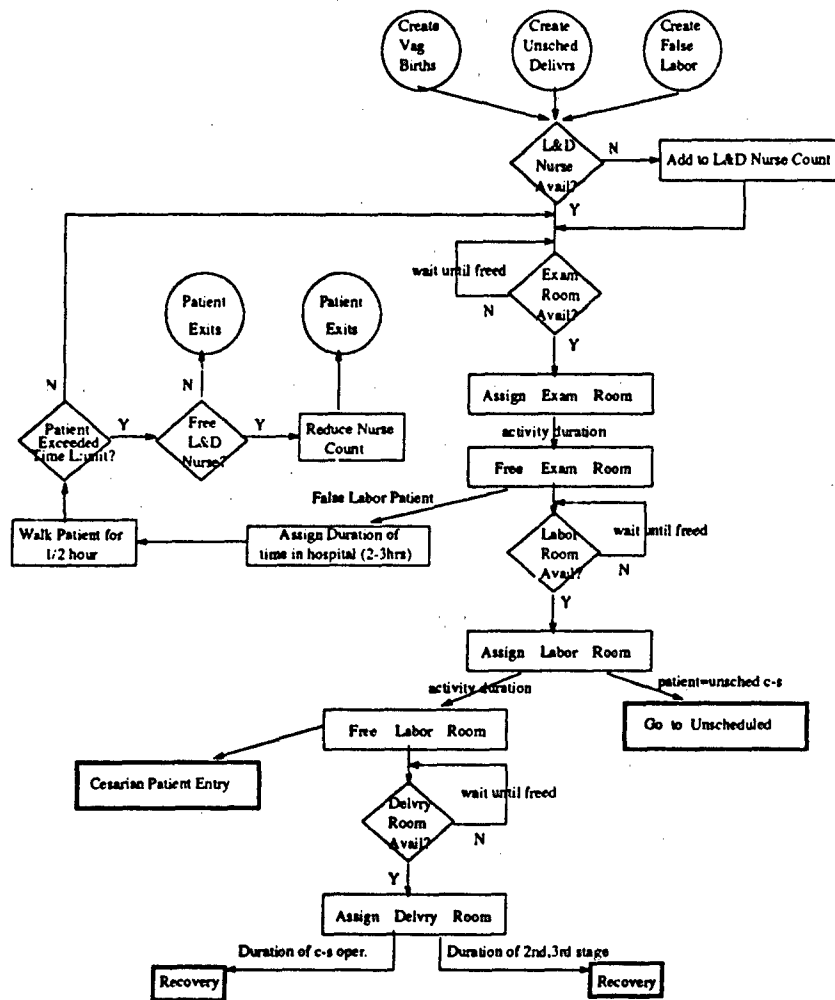 Create
Vag
Births
Create
Unsched
Delivrs
Create
False
Labor
L&D
Nurse
Avail?
N
Add to L&D Nurse Count
Y
wait until freed
Exam
Room
Avail?
N
Y
Patient
Exits
Patient
Exits
N
N
Assign Exam Room
Patient
Exceeded
Time Limit?
Y
Free
L&D
Nurse?
Y
Reduce Nurse
Count
activity duration
Free Exam Room
False Labor Patient
Walk Patient for
1/2 hour
Assign Duration of
time in hospital (2-3hrs)
wait until freed
Labor
Room
Avail?
N
Y
Assign Labor Room
activity duration
patient=unsched c-s
Free Labor Room
Go to Unscheduled
Cesarian Patient Entry
wait until freed
Delvry
Room
Avail?
N
Y
Assign Delvry Room
Duration of c-s oper.
Duration of 2nd,3rd stage
Recovery
Recovery